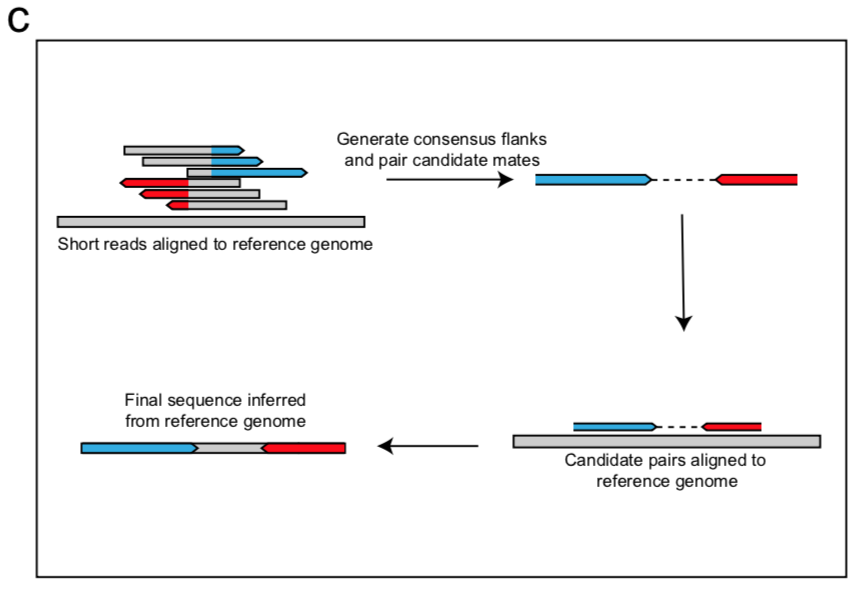 C
Generate consensus flanks
and pair candidate mates
Short reads aligned to reference genome
Final sequence inferred
from reference genome
Candidate pairs aligned to
reference genome